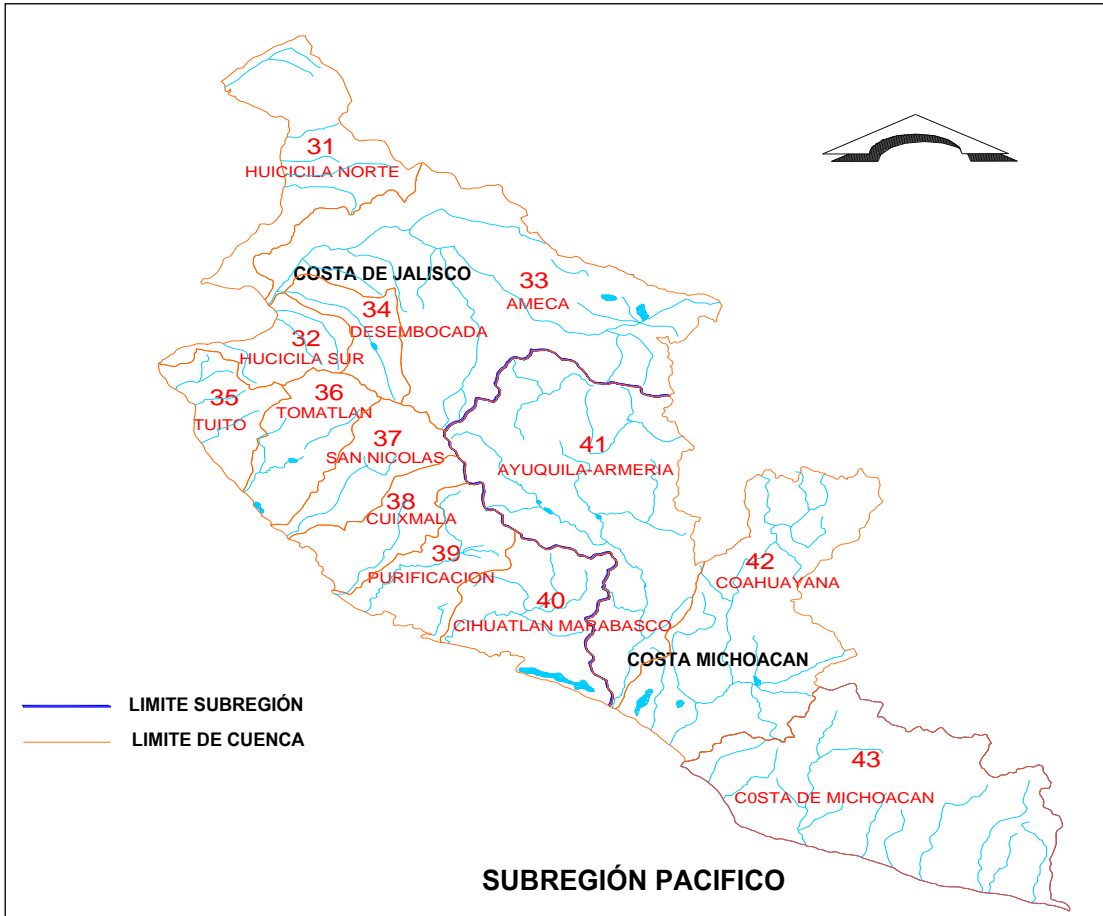 31
HUICICILA NORTE
COSTA DE JALISCO
33
AMECA
34
DESEMBOCADA
32
HUCICILA SUR
35
TUITO
36
TOMATLAN
37
SAN NICOLAS
41
AYUQUILA-ARMERIA
38
CUIXMALA
39
PURIFICACION
40
CIHUATLAN MARABASCO
42
COAHUAYANA
COSTA MICHOACAN
LIMITE SUBREGIÓN
LIMITE DE CUENCA
43
C0STA DE MICHOACAN
SUBREGIÓN PACIFICO